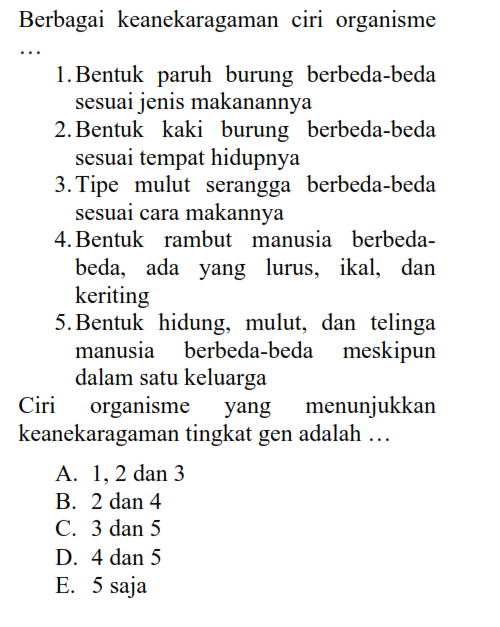 Berbagai keanekaragaman ciri organisme
…
1. Bentuk paruh burung berbeda-beda
sesuai jenis makanannya
2. Bentuk kaki burung berbeda-beda
sesuai tempat hidupnya
3. Tipe mulut serangga berbeda-beda
sesuai cara makannya
4. Bentuk rambut manusia berbeda-
beda, ada yang lurus, ikal, dan
keriting
5. Bentuk hidung, mulut, dan telinga
manusia berbeda-beda meskipun
dalam satu keluarga
Ciri organisme yang menunjukkan
keanekaragaman tingkat gen adalah …
A. 1, 2 dan 3
B. 2 dan 4
C. 3 dan 5
D. 4 dan 5
E. 5 saja